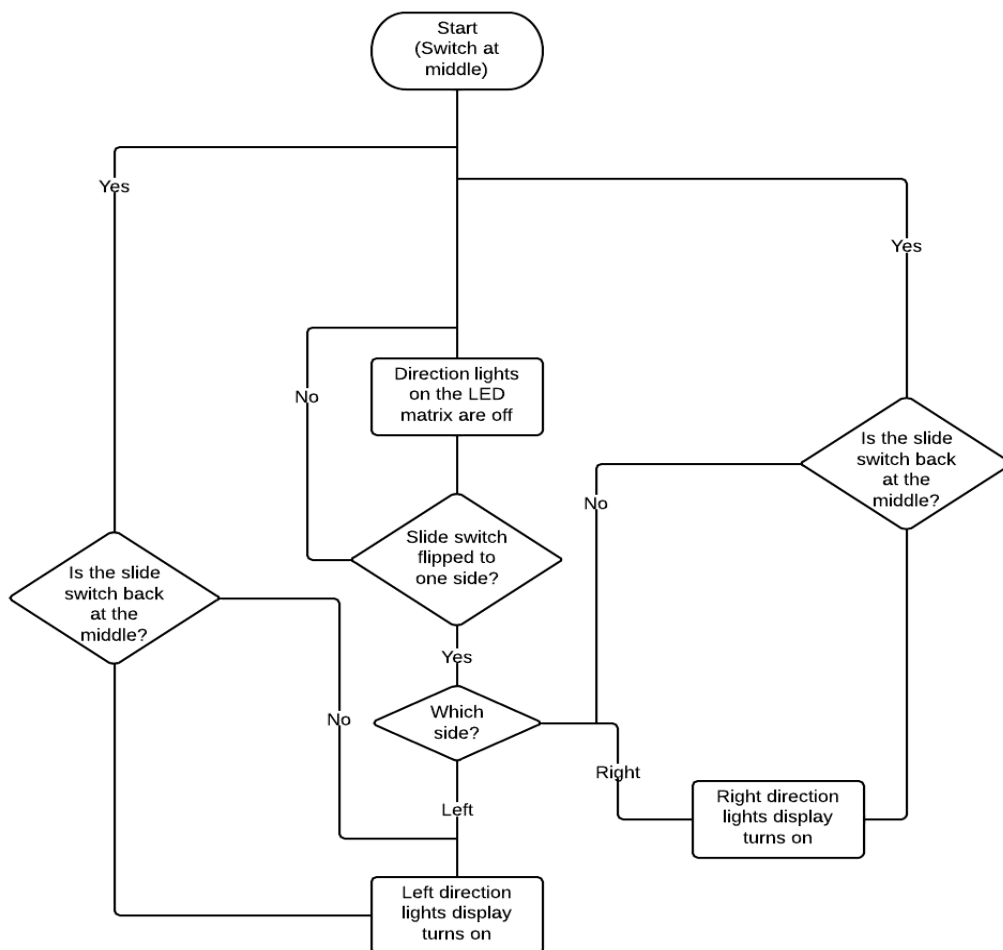 Start
(Switch at
middle)
Yes
Yes
No
Direction lights
on the LED
matrix are off
Is the slide
switch back
at the
middle?
No
Slide switch
flipped to
one side?
Is the slide
switch back
at the
middle?
Yes
No
Which
side?
Right
Left
Right direction
lights display
turns on
Left direction
lights display
turns on